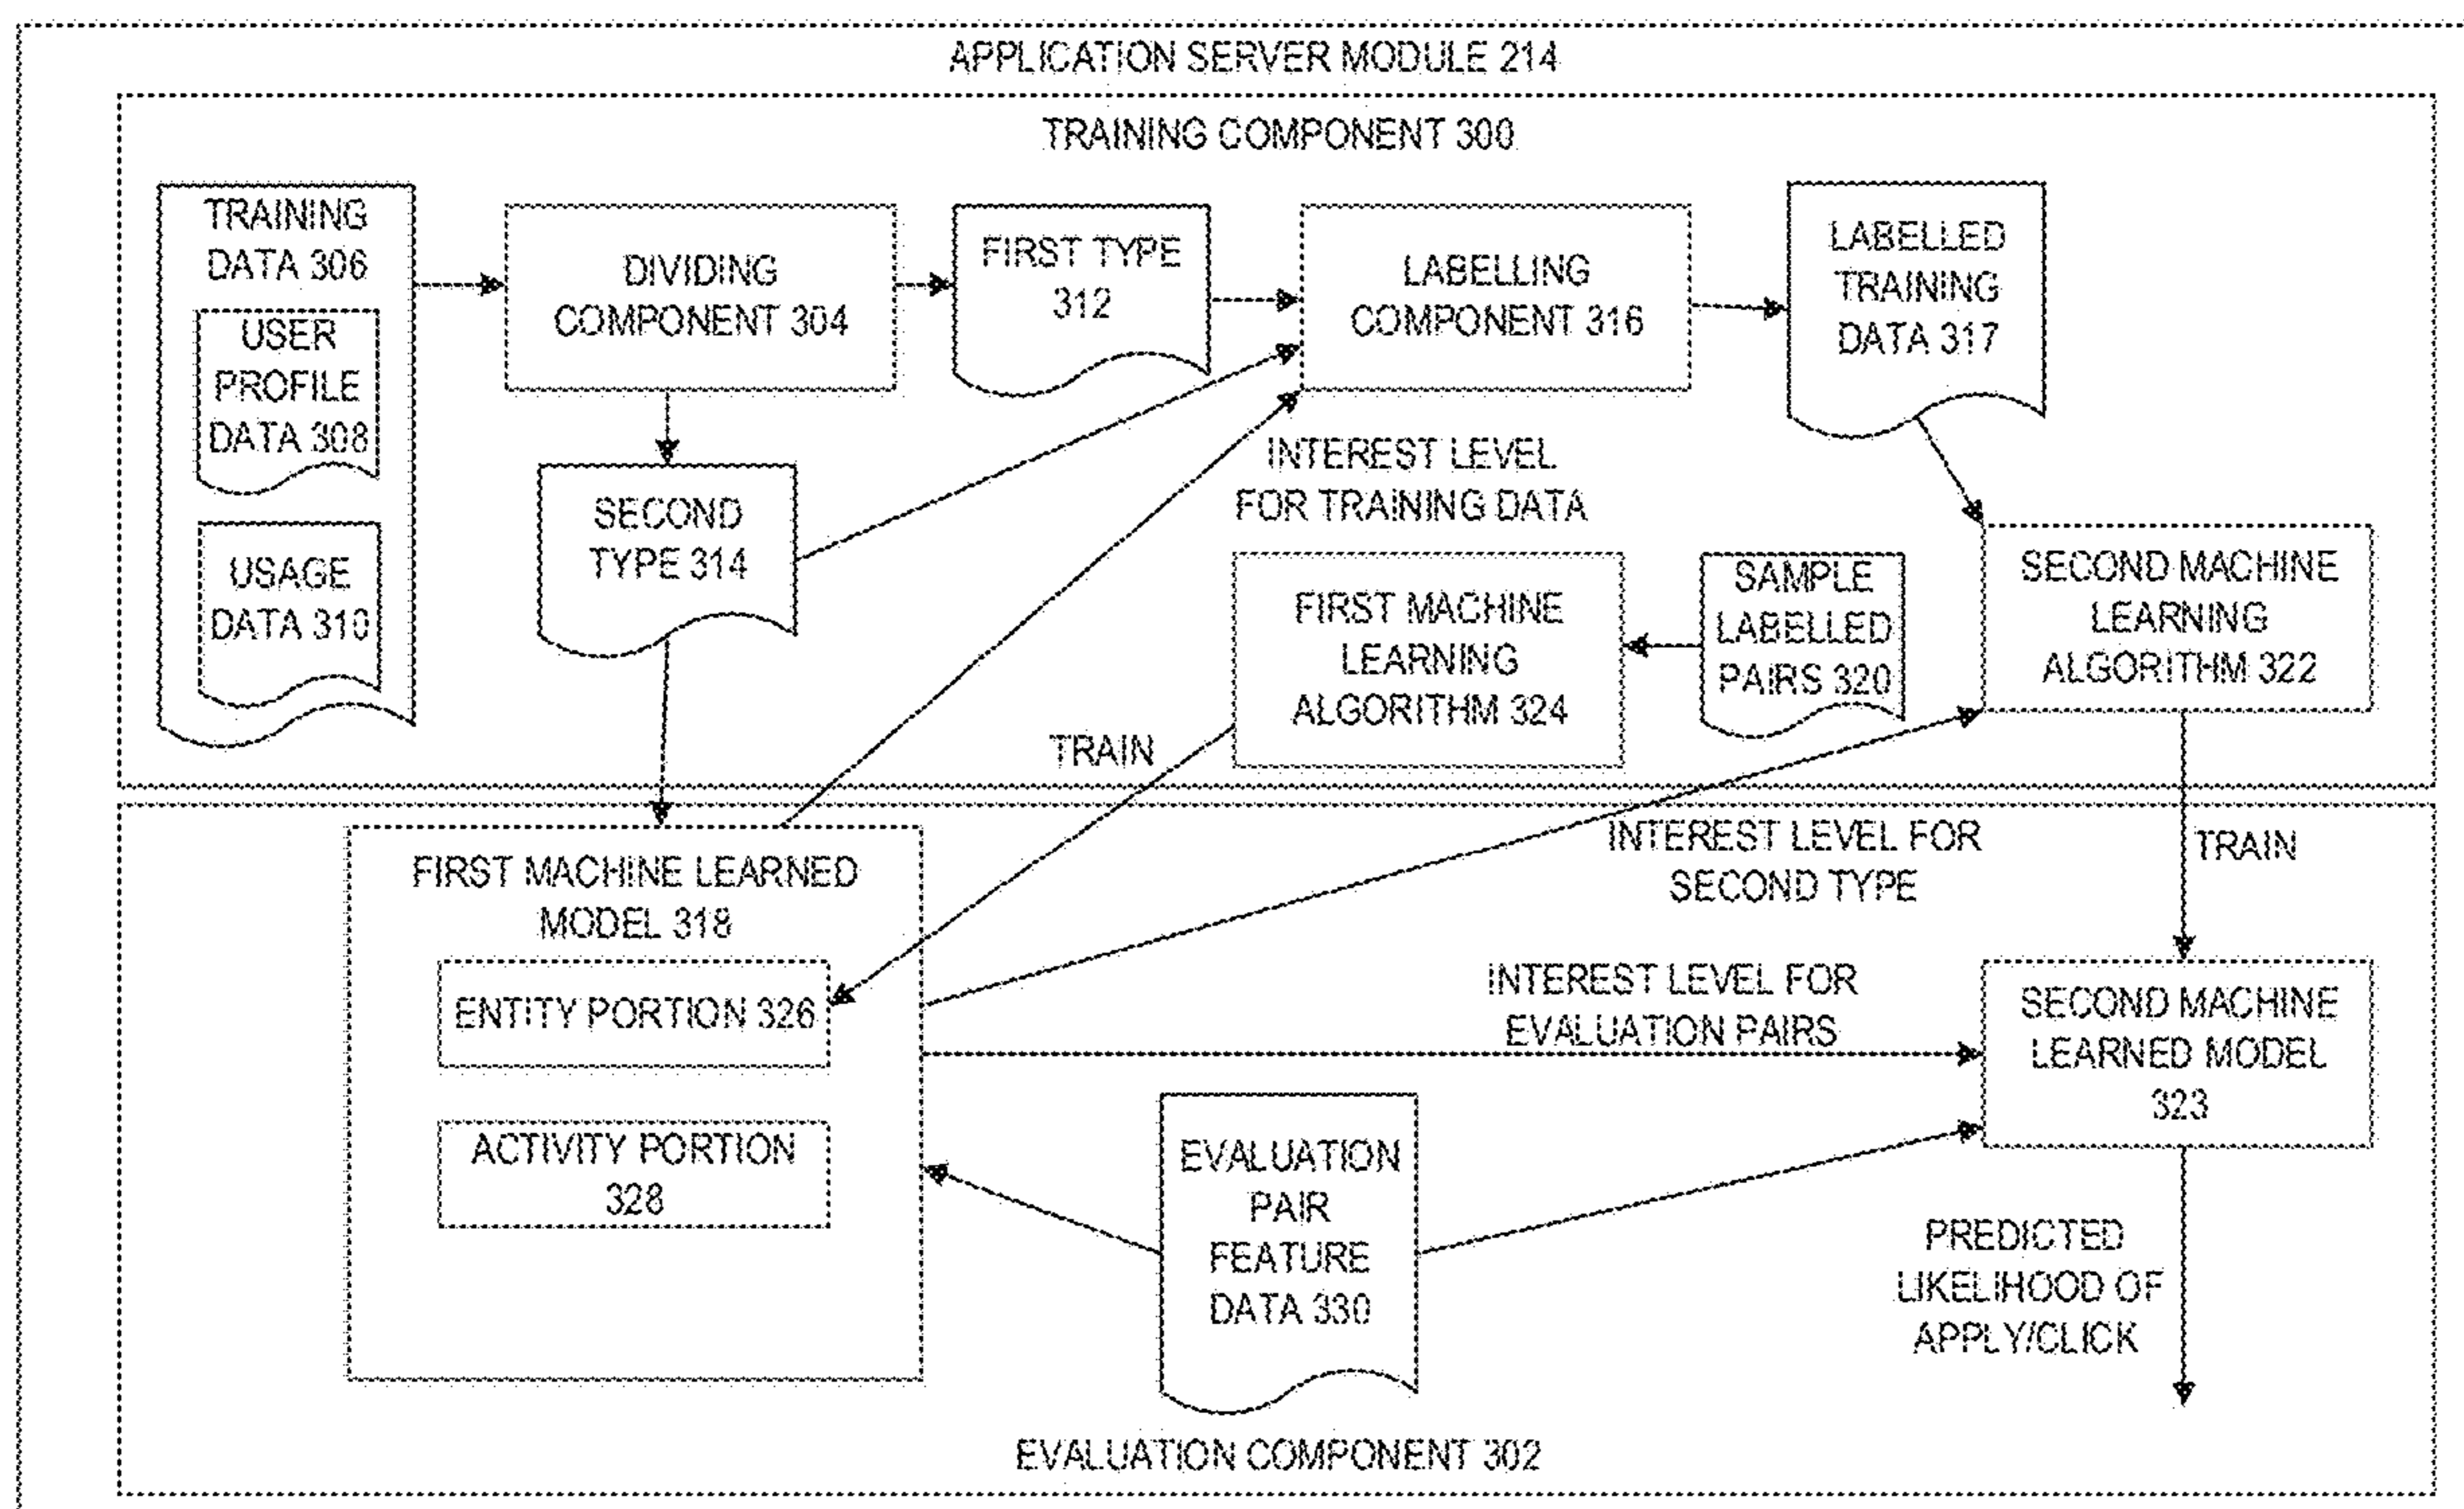 APPLICATION SERVER MODULE 214
TRAINING COMPONENT 300
TRAINING
DATA 306
USER
PROFILE
DATA 308
USAGE
DATA 310
DIVIDING
COMPONENT 304
FIRST TYPE
312
LABELLING
COMPONENT 316
LABELLED
TRAINING
DATA 317
SECOND
TYPE 314
INTEREST LEVEL
FOR TRAINING DATA
FIRST MACHINE
LEARNING
ALGORITHM 324
SAMPLE
LABELLED
PAIRS 320
SECOND MACHINE
LEARNING
ALGORITHM 322
TRAIN
FIRST MACHINE LEARNED
MODEL 318
ENTITY PORTION 326
ACTIVITY PORTION
328
INTEREST LEVEL FOR
SECOND TYPE
TRAIN
INTEREST LEVEL FOR
EVALUATION PAIRS
SECOND MACHINE
LEARNED MODEL
323
EVALUATION
PAIR
FEATURE
DATA 330
PREDICTED
LIKELIHOOD OF
APPLY/CLICK
EVALUATION COMPONENT 302